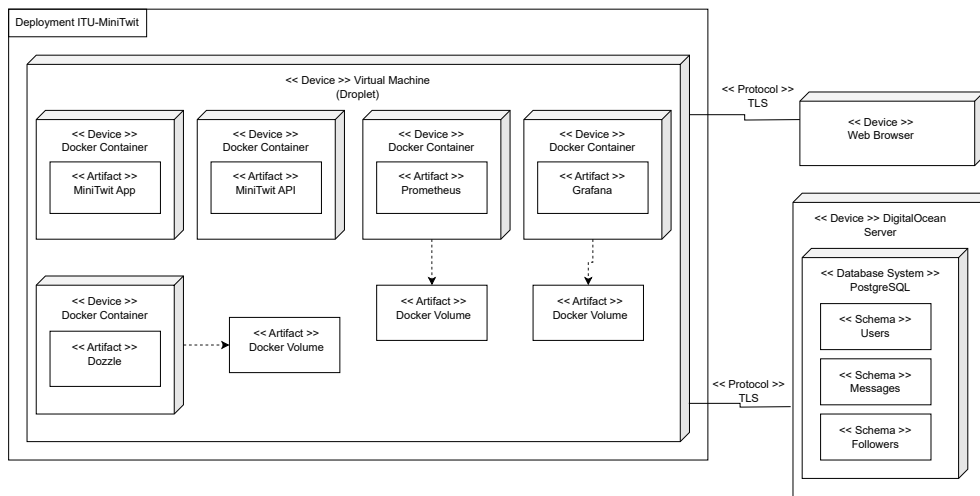 Deployment ITU-MiniTwit
<< Device >> Virtual Machine
(Droplet)
<< Device >>
Docker Container
<< Artifact >>
MiniTwit App
<< Device >>
Docker Container
<< Artifact >>
MiniTwit API
<< Device >>
Docker Container
<< Artifact >>
Prometheus
<< Device >>
Docker Container
<< Artifact >>
Grafana
<< Artifact >>
Docker Volume
<< Artifact >>
Docker Volume
<< Device >>
Docker Container
<< Artifact >>
Dozzle
<< Artifact >>
Docker Volume
<< Protocol >>
TLS
<< Device >>
Web Browser
<< Protocol >>
TLS
<< Device >> DigitalOcean
Server
<< Database System >>
PostgreSQL
<< Schema >>
Users
<< Schema >>
Messages
<< Schema >>
Followers